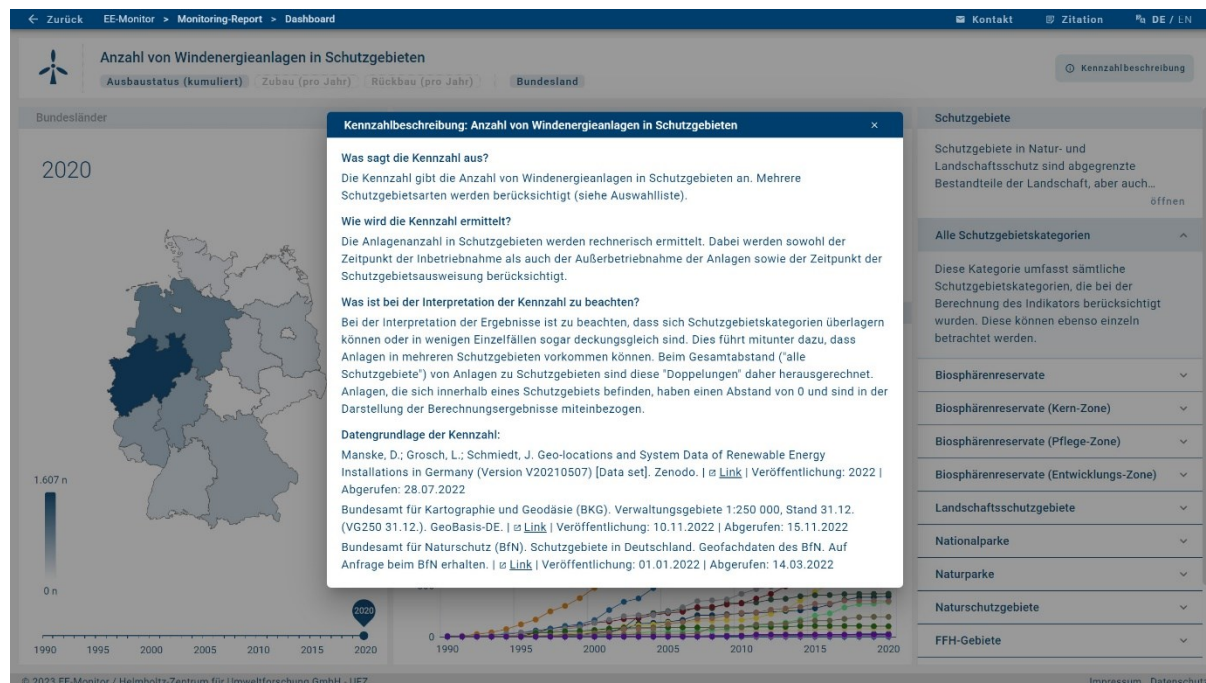 ← Zurück EE-Monitor > Monitoring-Report > Dashboard
Kontakt Zitation DE / EN
Anzahl von Windenergieanlagen in Schutzgebieten
Ausbaustatus (kumuliert) Zubau (pro Jahr) Rückbau (pro Jahr) Bundesland
Kennzahlbeschreibung
Bundesländer
2020
1.607 n
0 n
2020
1990 1995 2000 2005 2010 2015 2020
Kennzahlbeschreibung: Anzahl von Windenergieanlagen in Schutzgebieten ×
Was sagt die Kennzahl aus?
Die Kennzahl gibt die Anzahl von Windenergieanlagen in Schutzgebieten an. Mehrere
Schutzgebietsarten werden berücksichtigt (siehe Auswahlliste).
Wie wird die Kennzahl ermittelt?
Die Anlagenanzahl in Schutzgebieten werden rechnerisch ermittelt. Dabei werden sowohl der
Zeitpunkt der Inbetriebnahme als auch der Außerbetriebnahme der Anlagen sowie der Zeitpunkt der
Schutzgebietsausweisung berücksichtigt.
Was ist bei der Interpretation der Kennzahl zu beachten?
Bei der Interpretation der Ergebnisse ist zu beachten, dass sich Schutzgebietskategorien überlagern
können oder in wenigen Einzelfällen sogar deckungsgleich sind. Dies führt mitunter dazu, dass
Anlagen in mehreren Schutzgebieten vorkommen können. Beim Gesamtabstand ("alle
Schutzgebiete") von Anlagen zu Schutzgebieten sind diese "Doppelungen" daher herausgerechnet.
Anlagen, die sich innerhalb eines Schutzgebiets befinden, haben einen Abstand von 0 und sind in der
Darstellung der Berechnungsergebnisse miteinbezogen.
Datengrundlage der Kennzahl:
Manske, D.; Grosch, L.; Schmiedt, J. Geo-locations and System Data of Renewable Energy
Installations in Germany (Version V20210507) [Data set]. Zenodo. | Link | Veröffentlichung: 2022 |
Abgerufen: 28.07.2022
Bundesamt für Kartographie und Geodäsie (BKG). Verwaltungsgebiete 1:250 000, Stand 31.12.
(VG250 31.12.). GeoBasis-DE. | Link | Veröffentlichung: 10.11.2022 | Abgerufen: 15.11.2022
Bundesamt für Naturschutz (BfN). Schutzgebiete in Deutschland. Geofachdaten des BfN. Auf
Anfrage beim BfN erhalten. | Link | Veröffentlichung: 01.01.2022 | Abgerufen: 14.03.2022
0
1990 1995 2000 2005 2010 2015 2020
Schutzgebiete
Schutzgebiete in Natur- und
Landschaftsschutz sind abgegrenzte
Bestandteile der Landschaft, aber auch...
öffnen
Alle Schutzgebietskategorien
Diese Kategorie umfasst sämtliche
Schutzgebietskategorien, die bei der
Berechnung des Indikators berücksichtigt
wurden. Diese können ebenso einzeln
betrachtet werden.
Biosphärenreservate
Biosphärenreservate (Kern-Zone)
Biosphärenreservate (Pflege-Zone)
Biosphärenreservate (Entwicklungs-Zone)
Landschaftsschutzgebiete
Nationalparke
Naturparke
Naturschutzgebiete
FFH-Gebiete
© 2023 EE-Monitor / Helmholtz-Zentrum für Umweltforschung GmbH - UFZ
Impressum Datenschutz